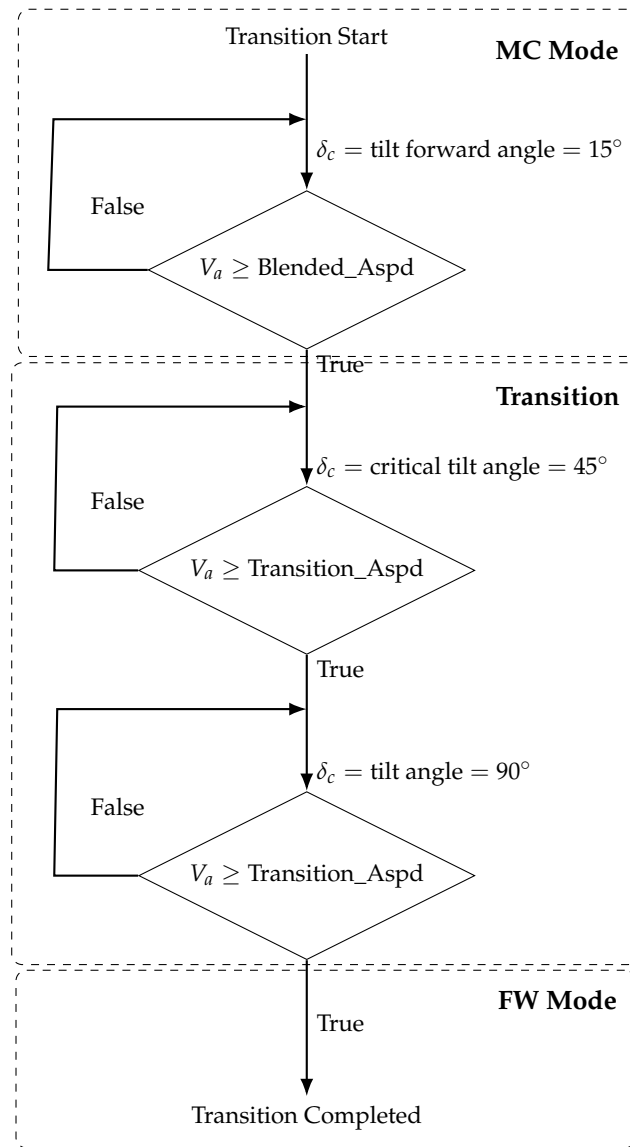 Transition Start
MC Mode
δc = tilt forward angle = 15°
False
Va ≥ Blended_Aspd
True
Transition
δc = critical tilt angle = 45°
False
Va ≥ Transition_Aspd
True
δc = tilt angle = 90°
False
Va ≥ Transition_Aspd
FW Mode
True
Transition Completed